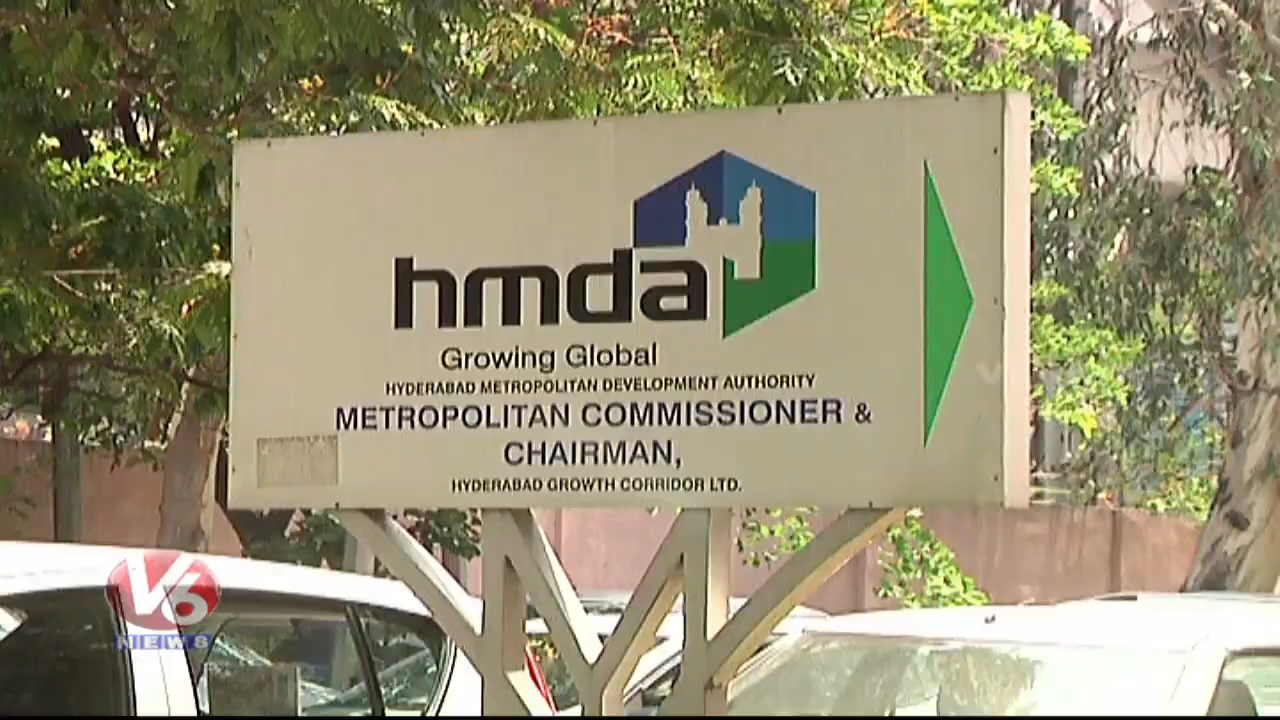 hmda
Growing Global
HYDERABAD METROPOLITAN DEVELOPMENT AUTHORITY
METROPOLITAN COMMISSIONER &
CHAIRMAN,
HYDERABAD GROWTH CORRIDOR LTD.
V6
NEWS